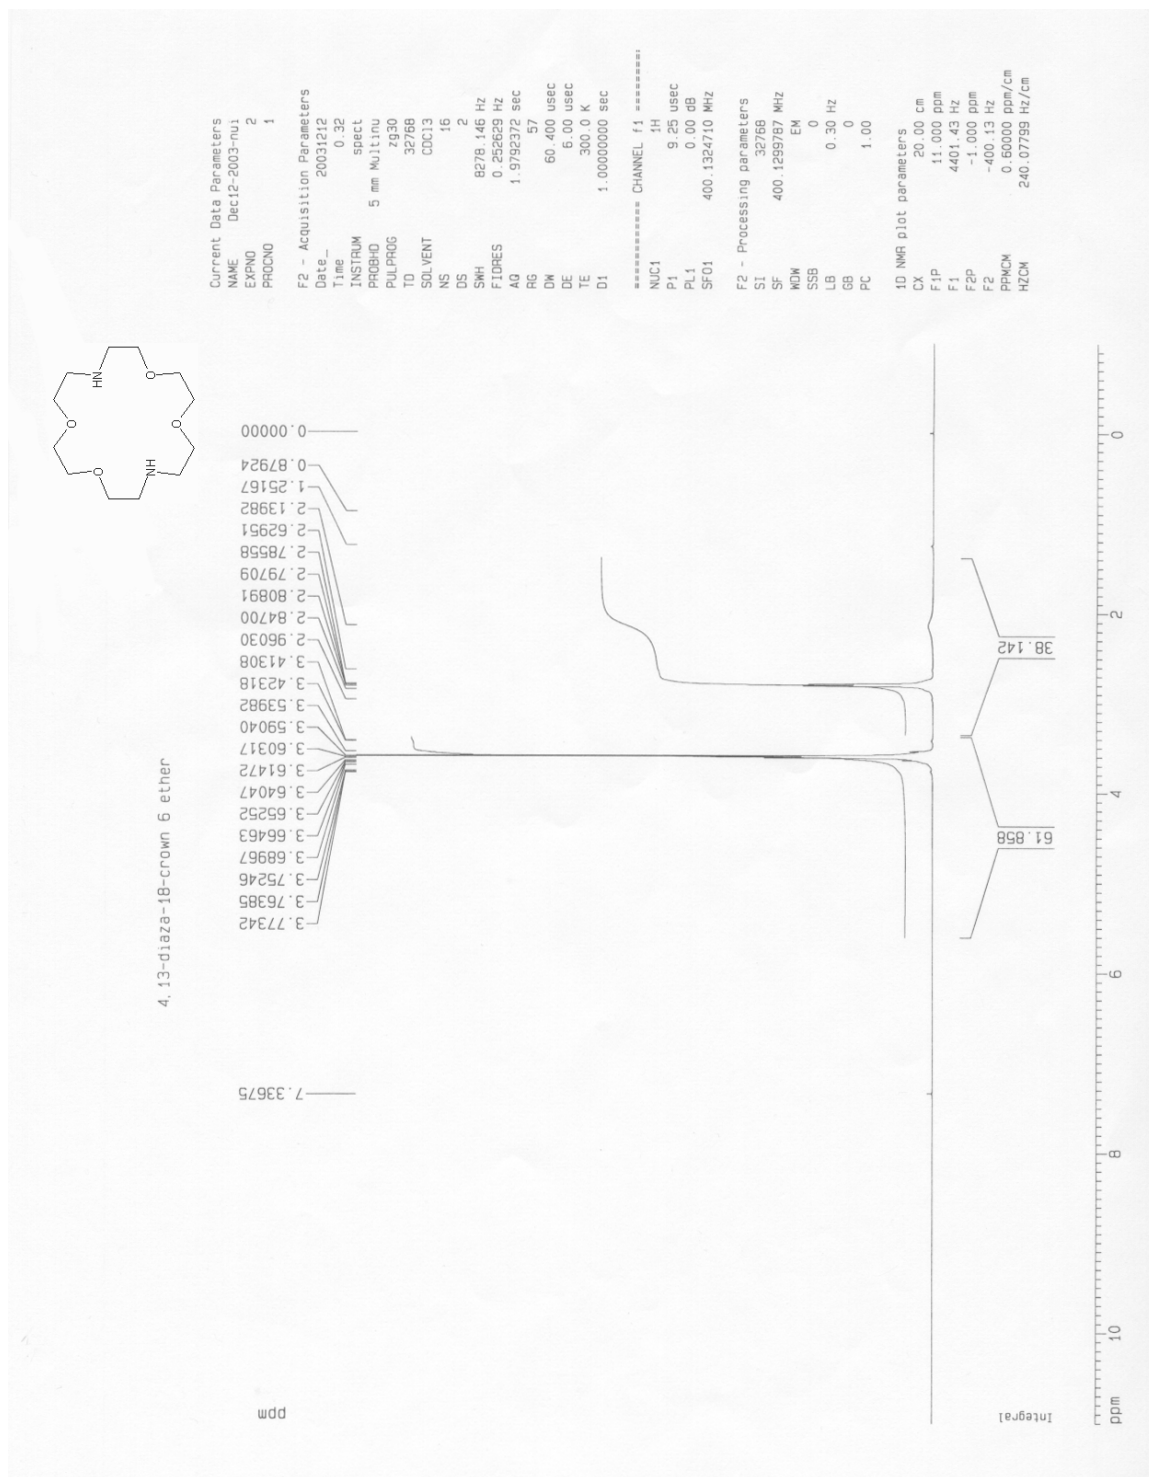 4,13-diaza-18-crown 6 ether
HN
O
O
NH
O
O
ppm
7.33675
3.77342
3.76385
3.75246
3.68967
3.66463
3.65252
3.64047
3.61472
3.60317
3.59040
3.53982
3.42318
3.41308
2.96030
2.84700
2.80891
2.79709
2.78558
2.62951
2.13982
1.25167
0.87924
0.00000
Current Data Parameters
NAME Dec12-2003-nui
EXPNO 2
PROCNO 1
F2 - Acquisition Parameters
Date_ 20031212
Time 0.32
INSTRUM spect
PROBHD 5 mm Multinu
PULPROG zg30
TD 32768
SOLVENT CDCl3
NS 16
DS 2
SWH 8278.146 Hz
FIDRES 0.252629 Hz
AQ 1.9792372 sec
RG 57
DW 60.400 usec
DE 6.00 usec
TE 300.0 K
D1 1.00000000 sec
============ CHANNEL f1 ============
NUC1 1H
P1 9.25 usec
PL1 0.00 dB
SFO1 400.1324710 MHz
F2 - Processing parameters
SI 32768
SF 400.1299787 MHz
WDW EM
SSB 0
LB 0.30 Hz
GB 0
PC 1.00
1D NMR plot parameters
CX 20.00 cm
F1P 11.000 ppm
F1 4401.43 Hz
F2P -1.000 ppm
F2 -400.13 Hz
PPMCM 0.60000 ppm/cm
HZCM 240.07799 Hz/cm
Integral
61.858
38.142
ppm 10 8 6 4 2 0